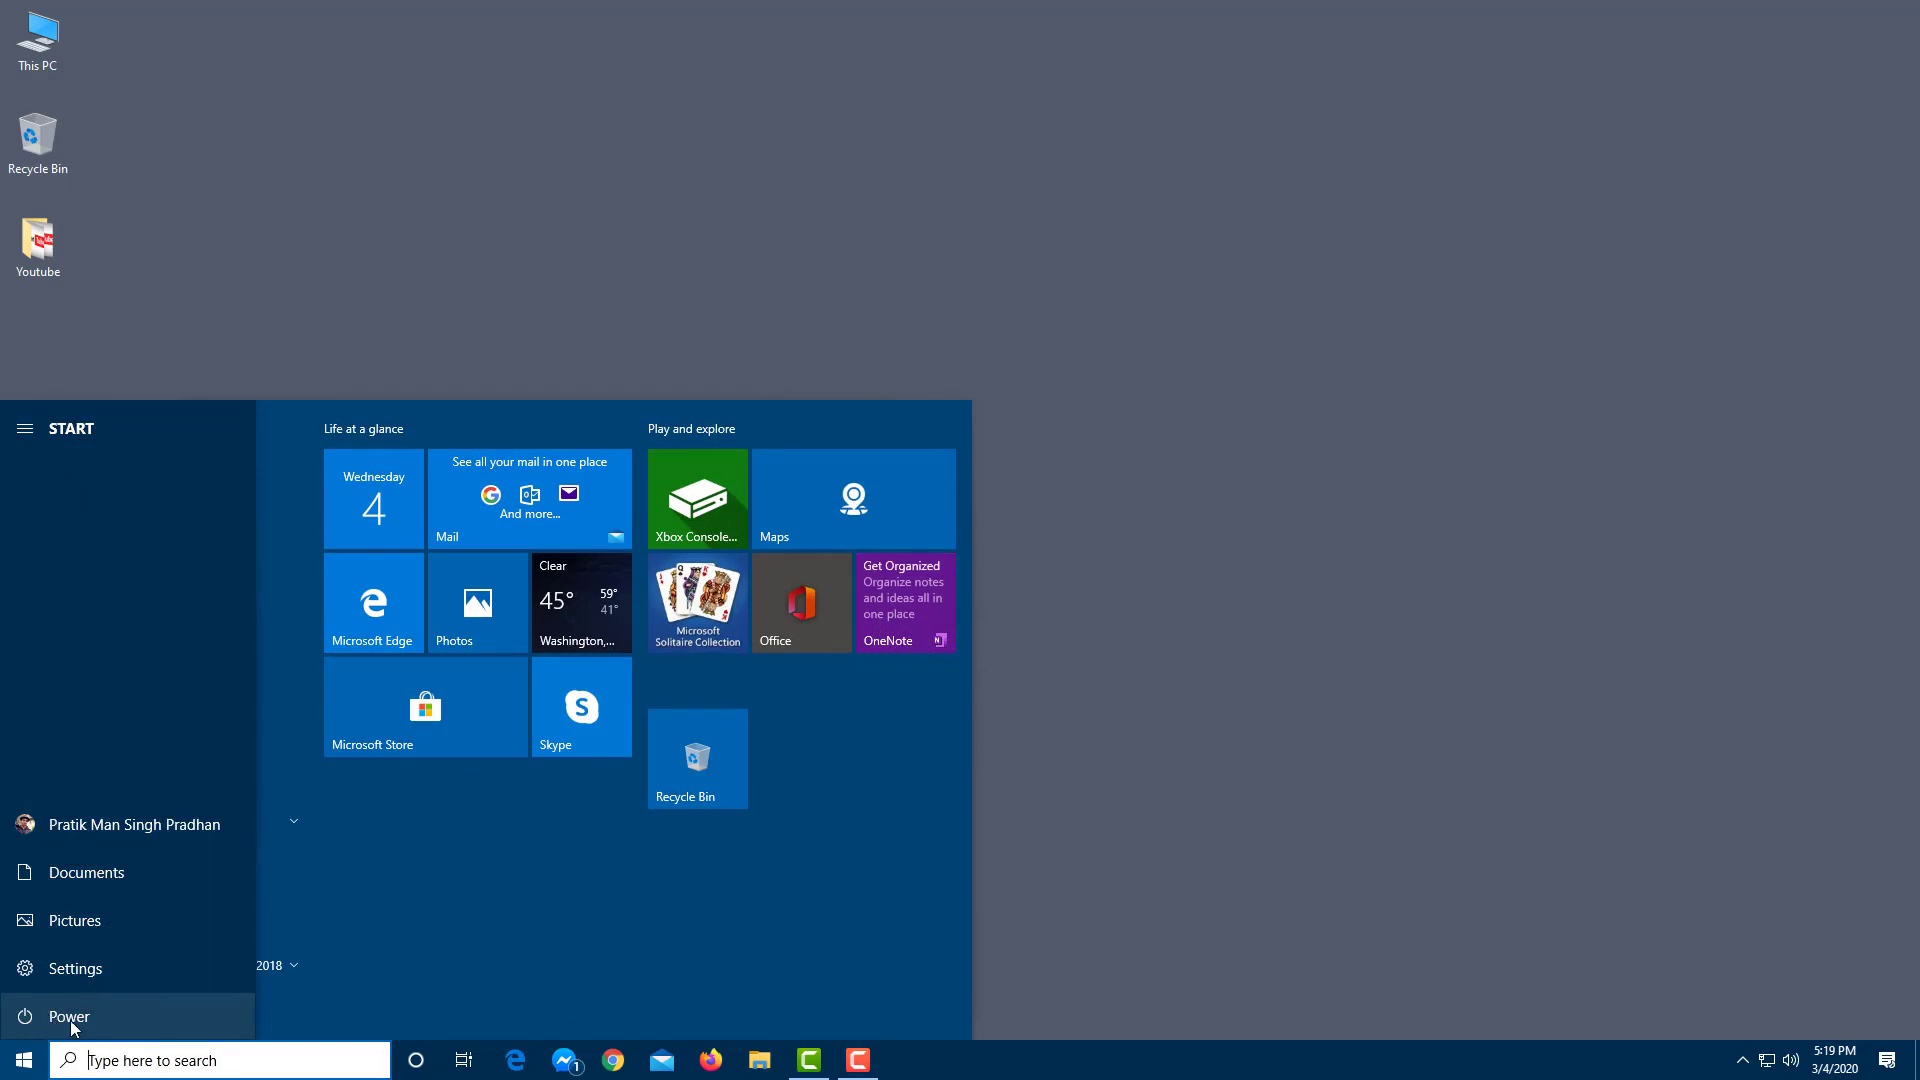 This PC
Recycle Bin
Youtube
START
Life at a glance
Play and explore
Wednesday
4
See all your mail in one place
And more...
Mail
Xbox Console...
Maps
Microsoft Edge
Photos
Clear
45°
59°
41°
Washington,...
Microsoft
Solitaire Collection
Office
Get Organized
Organize notes
and ideas all in
one place
OneNote
Microsoft Store
Skype
Recycle Bin
Pratik Man Singh Pradhan
Documents
Pictures
Settings
2018
Power
Type here to search
1
5:19 PM
3/4/2020